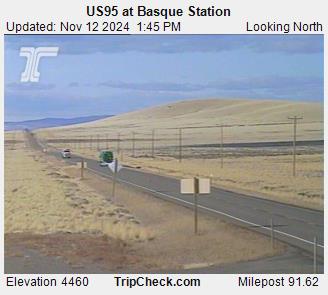 US95 at Basque Station
Updated: Nov 12 2024 1:45 PM Looking North
Elevation 4460 TripCheck.com Milepost 91.62